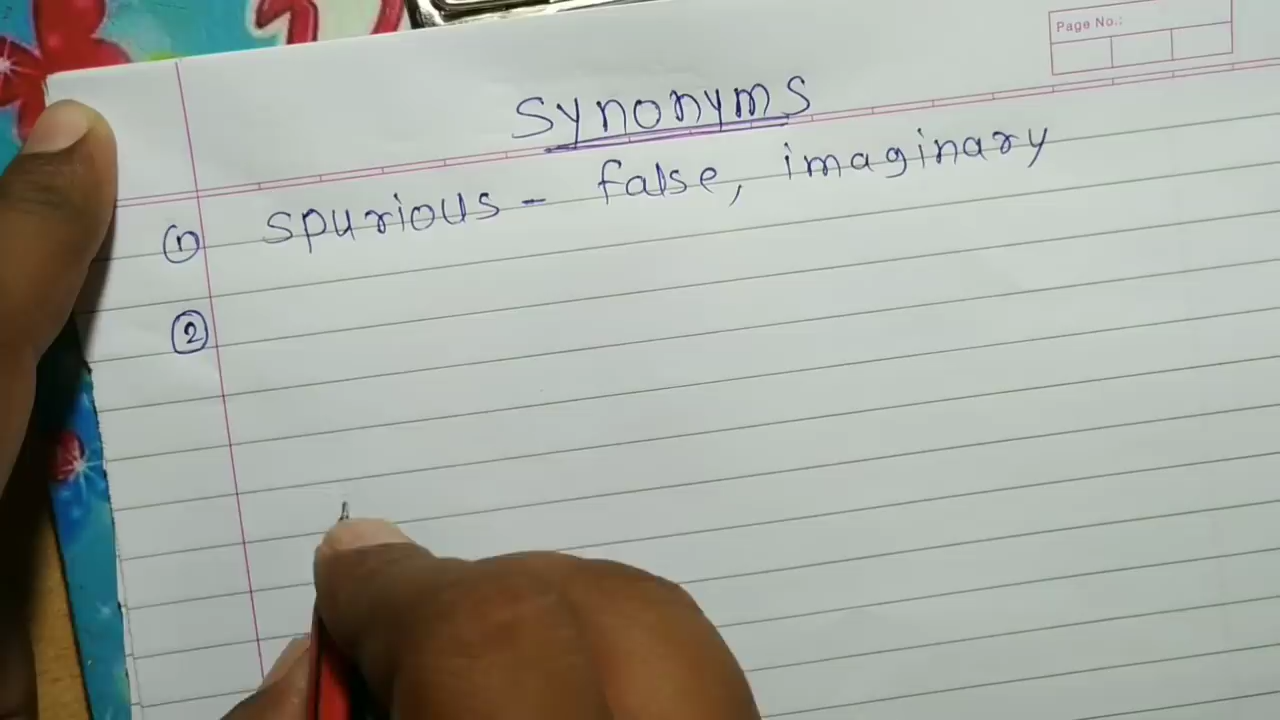 Page No.:
Synonyms
① spurious - false, imaginary
②